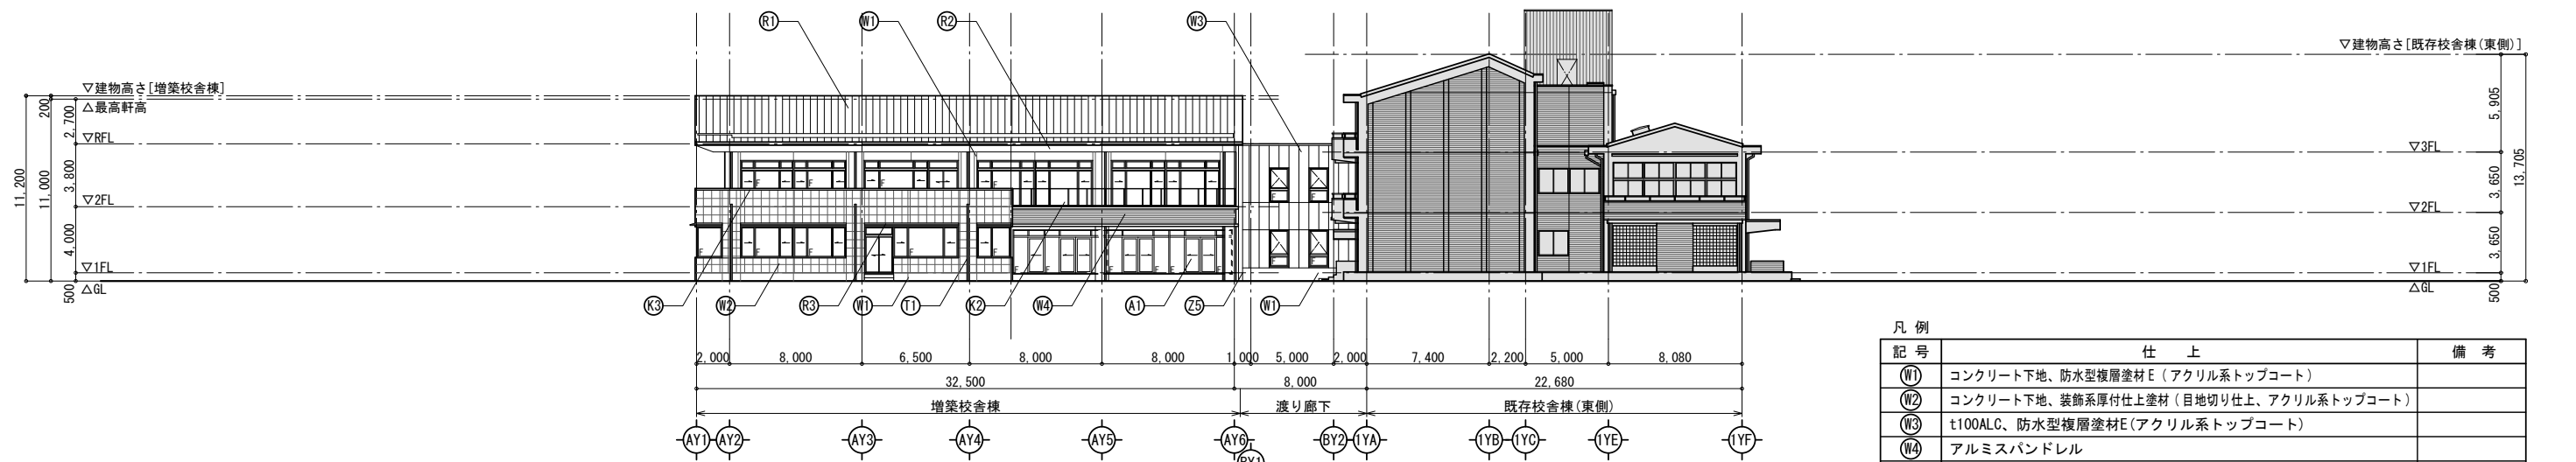 R1
W1
R2
W3
▽建物高さ[既存校舎棟(東側)]
▽建物高さ[増築校舎棟]
△最高軒高
▽RFL
▽2FL
▽1FL
△GL
11,200
200
11,000
2,700
3,800
4,000
500
▽3FL
▽2FL
▽1FL
△GL
5,905
3,650
3,650
500
13,705
F F F F F F
F F F F
F F F F F F F F
F F
K3
W2
R3
W1
T1
K2
W4
A1
Z5
W1
2,000 8,000 6,500 8,000 8,000 1,000 5,000 2,000 7,400 2,200 5,000 8,080
32,500 8,000 22,680
増築校舎棟 渡り廊下 既存校舎棟(東側)
AY1 AY2 AY3 AY4 AY5 AY6 BY2 1YA 1YB 1YC 1YE 1YF
BY1
凡 例
記 号 仕 上 備 考
W1 コンクリート下地、防水型複層塗材E(アクリル系トップコート)
W2 コンクリート下地、装飾系厚付仕上塗材(目地切り仕上、アクリル系トップコート)
W3 t100ALC、防水型複層塗材E(アクリル系トップコート)
W4 アルミスパンドレル